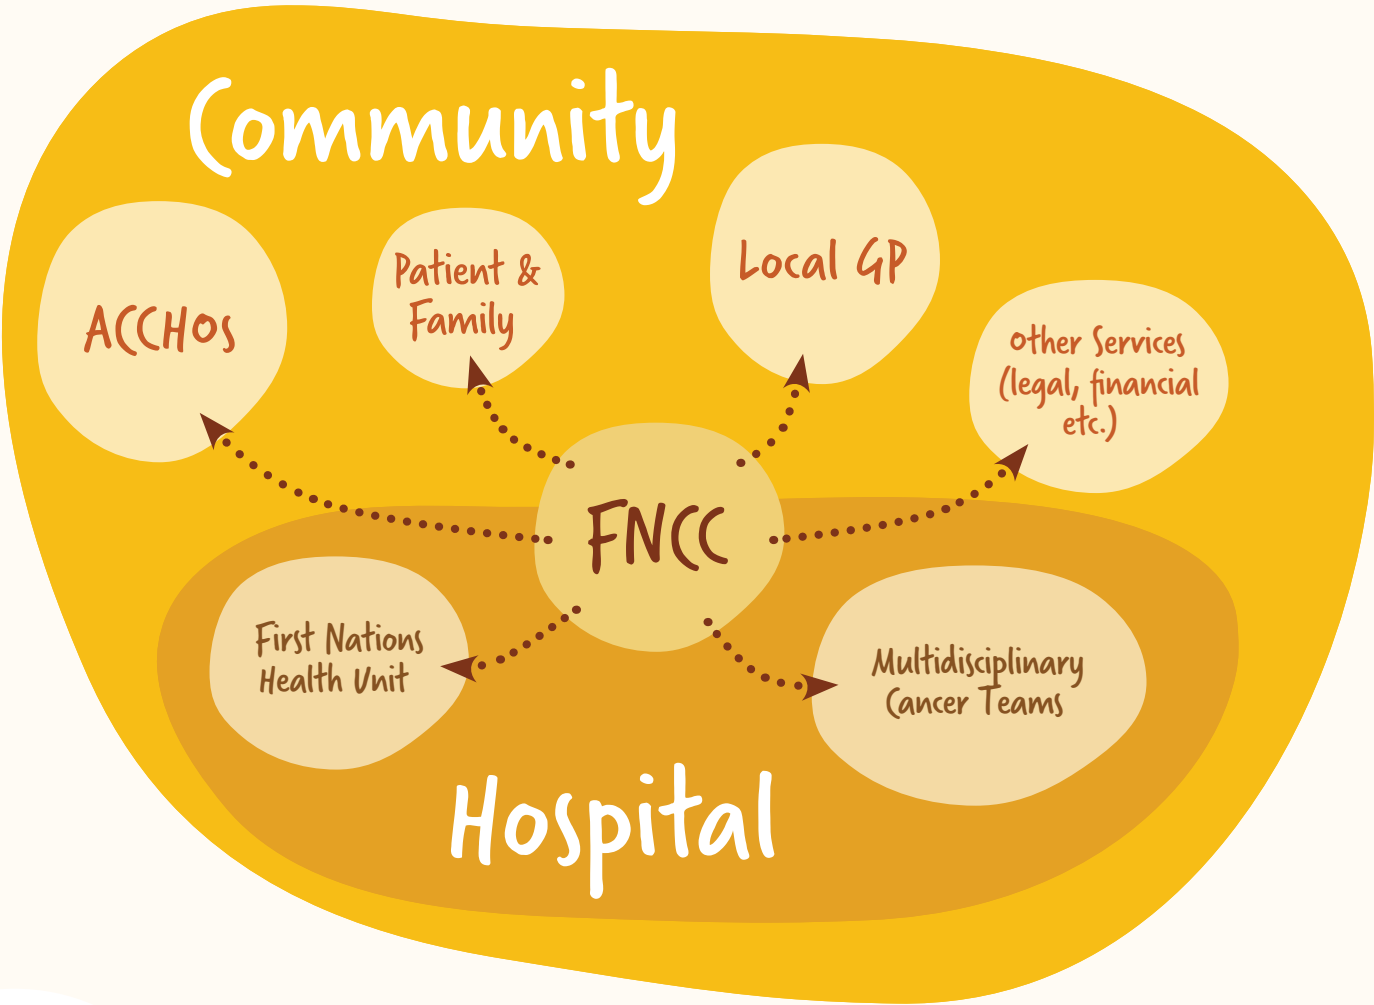 Community
ACCHOs
Patient &
Family
Local GP
Other Services
(legal, financial
etc.)
FNCC
First Nations
Health Unit
Multidisciplinary
Cancer Teams
Hospital